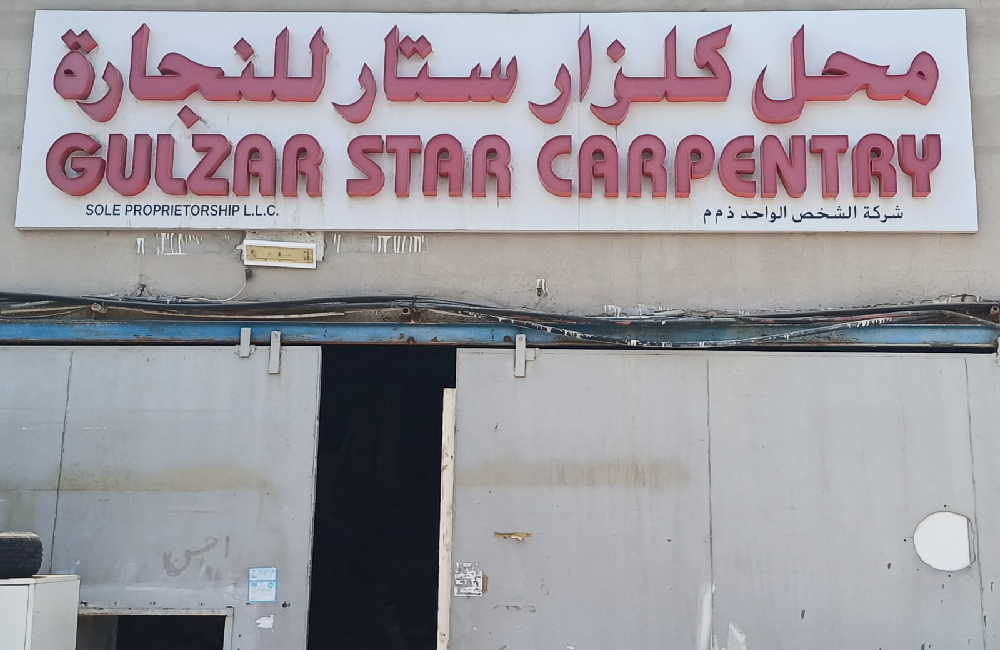 محل كلزار ستار للنجارة
GULZAR STAR CARPENTRY
SOLE PROPRIETORSHIP L.L.C.
شركة الشخص الواحد ذ م م